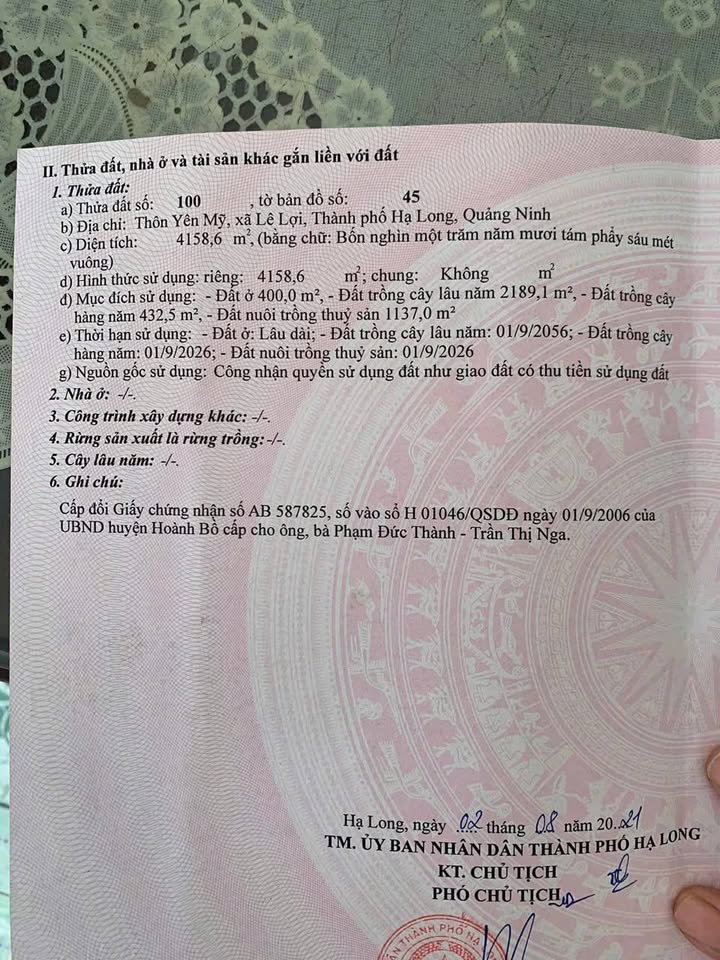 II. Thửa đất, nhà ở và tài sản khác gắn liền với đất
1. Thửa đất:
a) Thửa đất số: 100 , tờ bản đồ số: 45
b) Địa chỉ: Thôn Yên Mỹ, xã Lê Lợi, Thành phố Hạ Long, Quảng Ninh
c) Diện tích: 4158,6 m², (bằng chữ: Bốn nghìn một trăm năm mươi tám phẩy sáu mét
vuông)
d) Hình thức sử dụng: riêng: 4158,6 m²; chung: Không m²
đ) Mục đích sử dụng: - Đất ở 400,0 m², - Đất trồng cây lâu năm 2189,1 m², - Đất trồng cây
hàng năm 432,5 m², - Đất nuôi trồng thuỷ sản 1137,0 m²
e) Thời hạn sử dụng: - Đất ở: Lâu dài; - Đất trồng cây lâu năm: 01/9/2056; - Đất trồng cây
hàng năm: 01/9/2026; - Đất nuôi trồng thuỷ sản: 01/9/2026
g) Nguồn gốc sử dụng: Công nhận quyền sử dụng đất như giao đất có thu tiền sử dụng đất
2. Nhà ở: -/-.
3. Công trình xây dựng khác: -/-.
4. Rừng sản xuất là rừng trồng: -/-.
5. Cây lâu năm: -/-.
6. Ghi chú:
Cấp đổi Giấy chứng nhận số AB 587825, số vào sổ H 01046/QSDĐ ngày 01/9/2006 của
UBND huyện Hoành Bồ cấp cho ông, bà Phạm Đức Thành - Trần Thị Nga.
Hạ Long, ngày 02 tháng 08 năm 2021
TM. ỦY BAN NHÂN DÂN THÀNH PHỐ HẠ LONG
KT. CHỦ TỊCH
PHÓ CHỦ TỊCH
DÂN THÀNH PHỐ HẠ